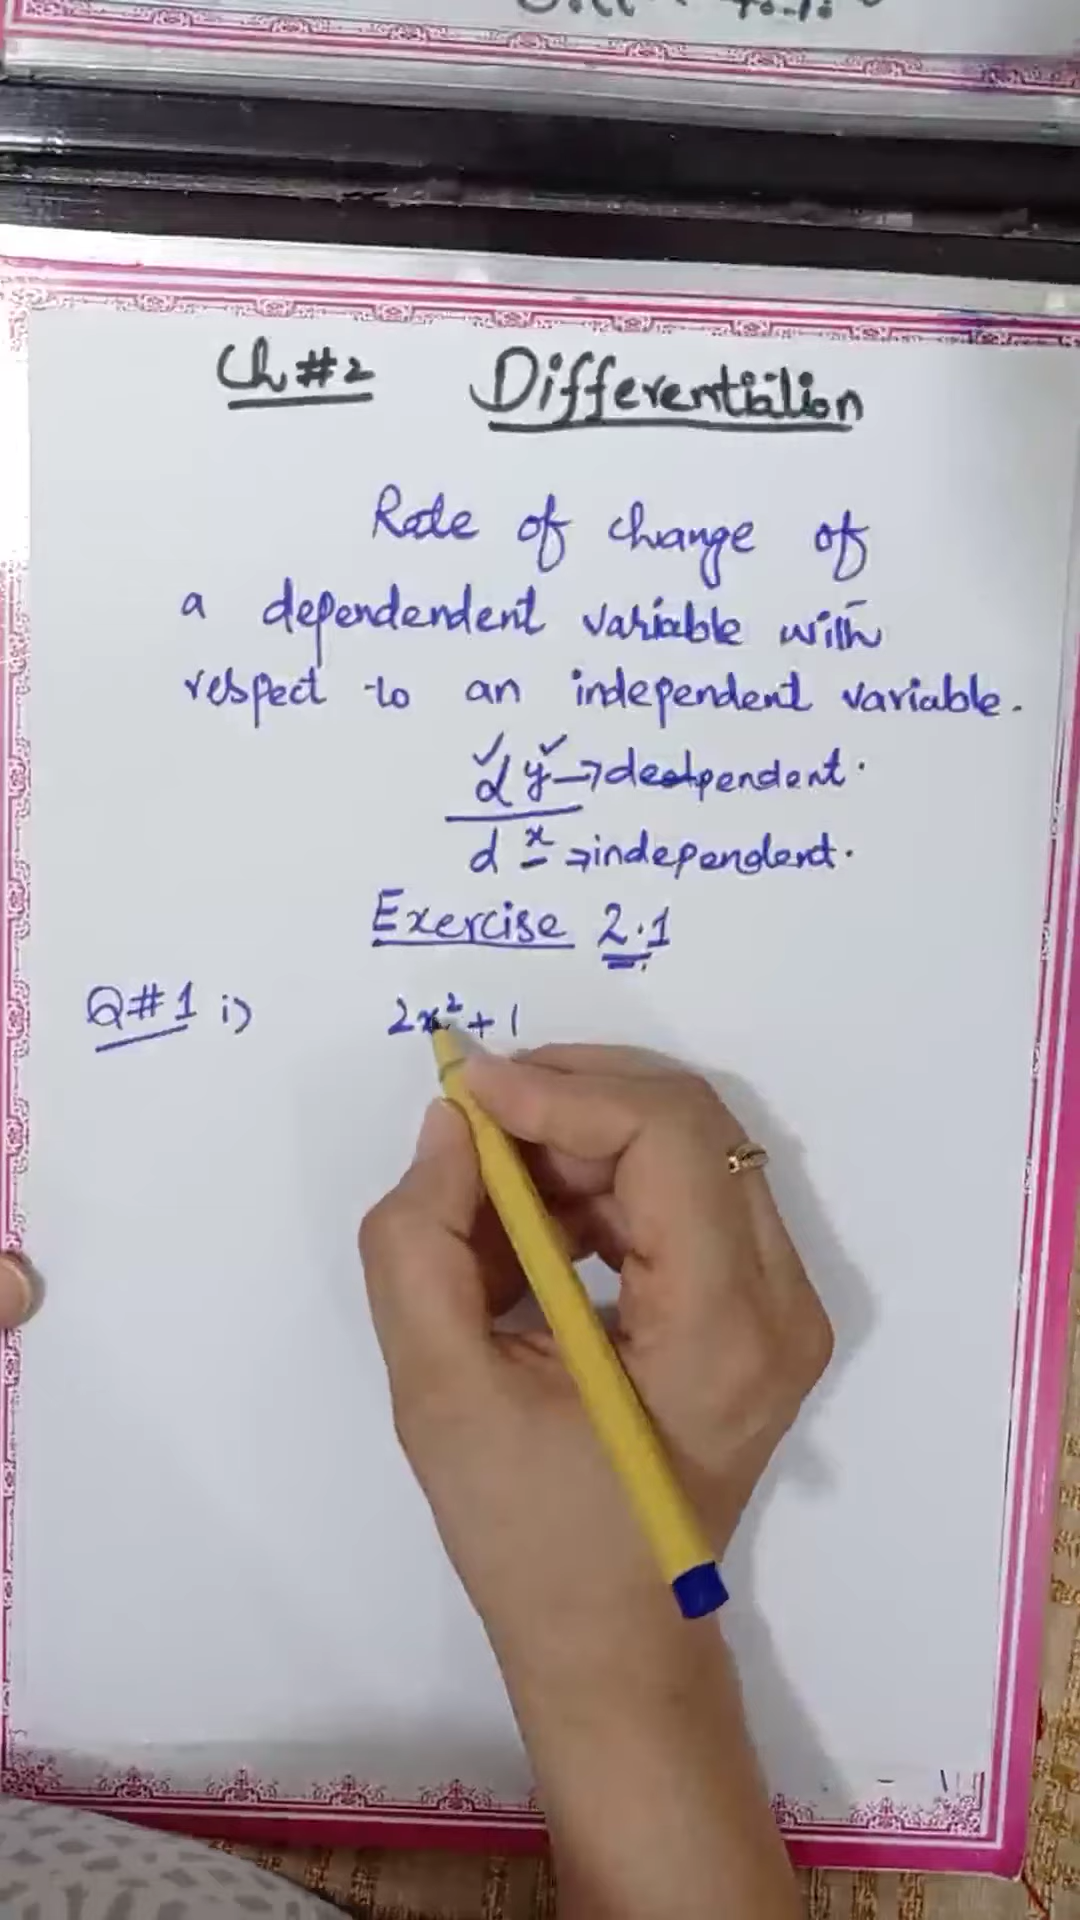 Ch #2 Differentiation
Rate of change of
a dependendent variable with
respect to an independent variable.
dy → dependent.
dx → independent.
Exercise 2.1
Q#1 i) 2x² + 1